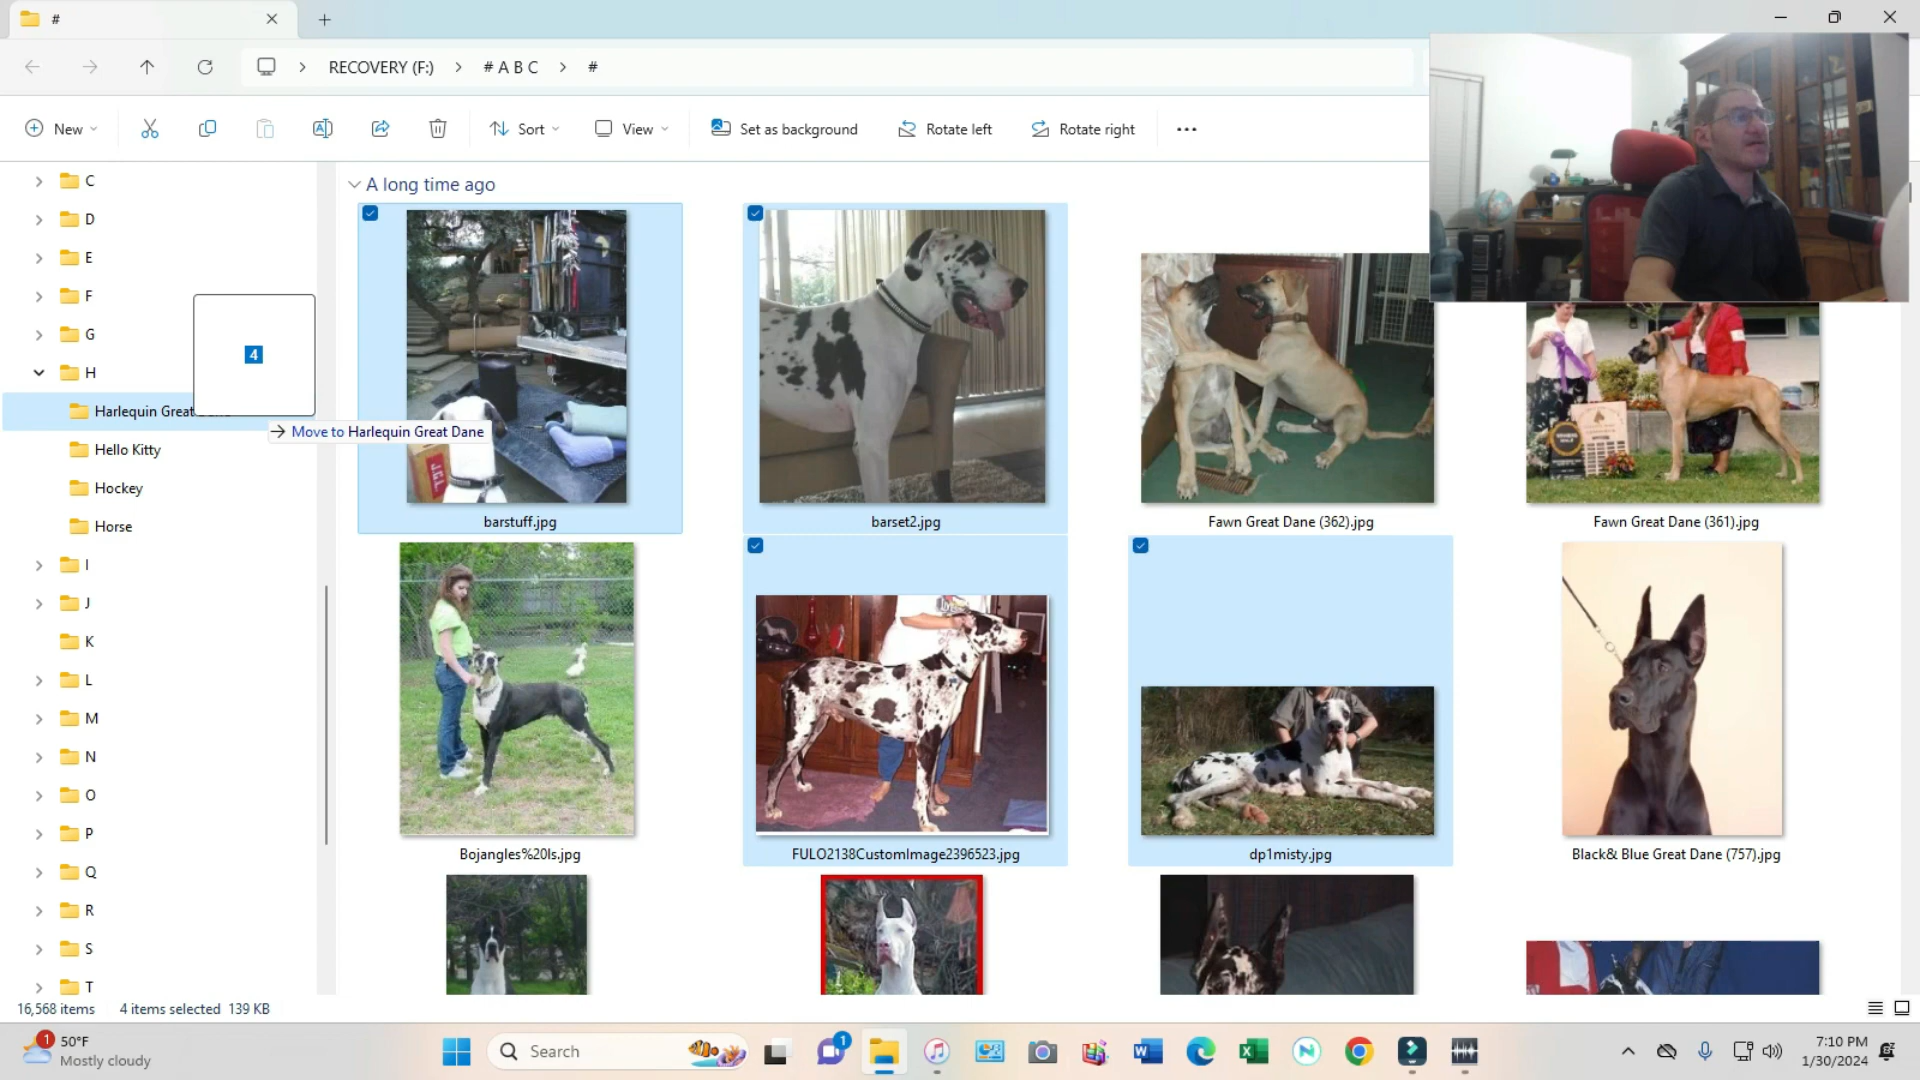 #
RECOVERY (F:) > # A B C > #
New
Sort
View
Set as background
Rotate left
Rotate right
C
D
E
F
G
H
Harlequin Great
Hello Kitty
Hockey
Horse
I
J
K
L
M
N
O
P
Q
R
S
T
4
Move to Harlequin Great Dane
A long time ago
barstuff.jpg
barset2.jpg
Fawn Great Dane (362).jpg
Fawn Great Dane (361).jpg
Bojangles%20ls.jpg
FULO2138CustomImage2396523.jpg
dp1misty.jpg
Black& Blue Great Dane (757).jpg
16,568 items
4 items selected 139 KB
1
50°F
Mostly cloudy
Search
1
7:10 PM
1/30/2024